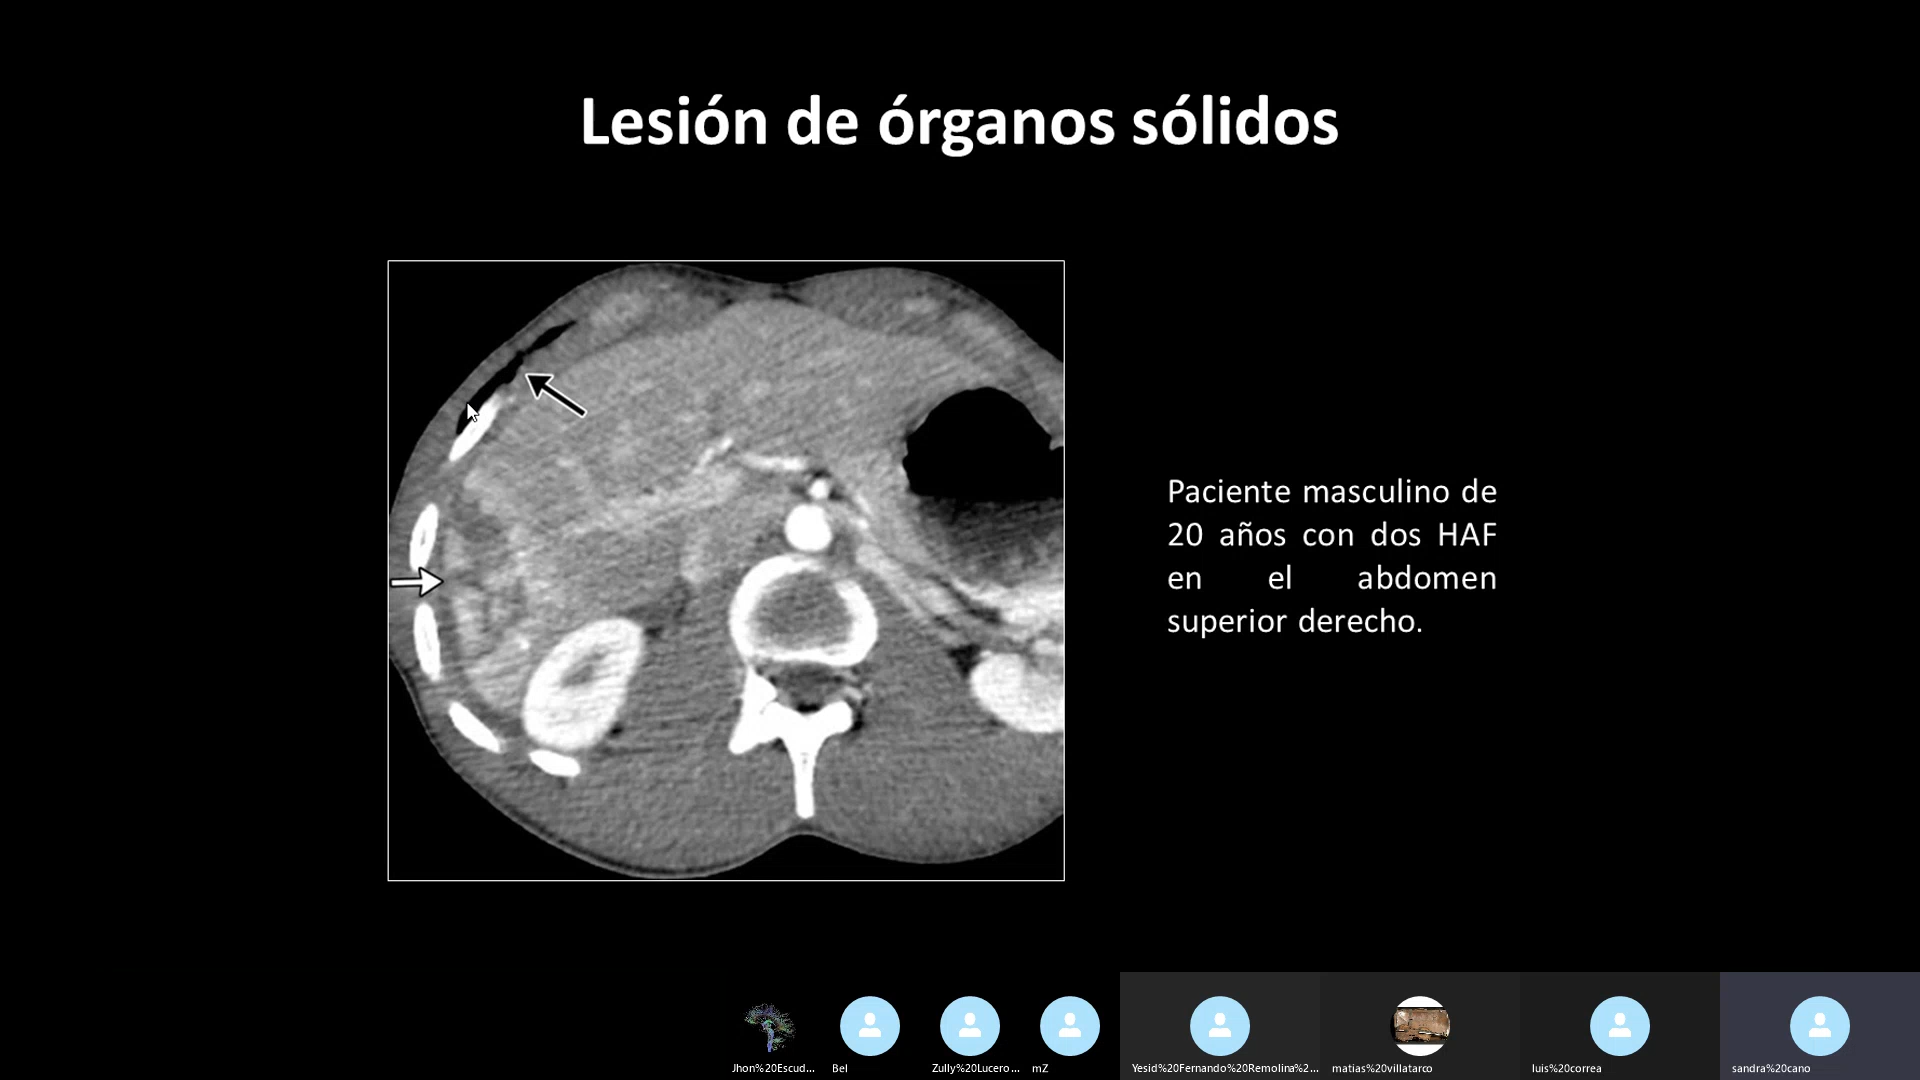 Lesión de órganos sólidos
Paciente masculino de
20 años con dos HAF
en el abdomen
superior derecho.
Jhon%20Escud...
Bel
Zully%20Lucero ...
mZ
Yesid%20Fernando%20Remolina%2...
matias%20villatarco
luis%20correa
sandra%20cano